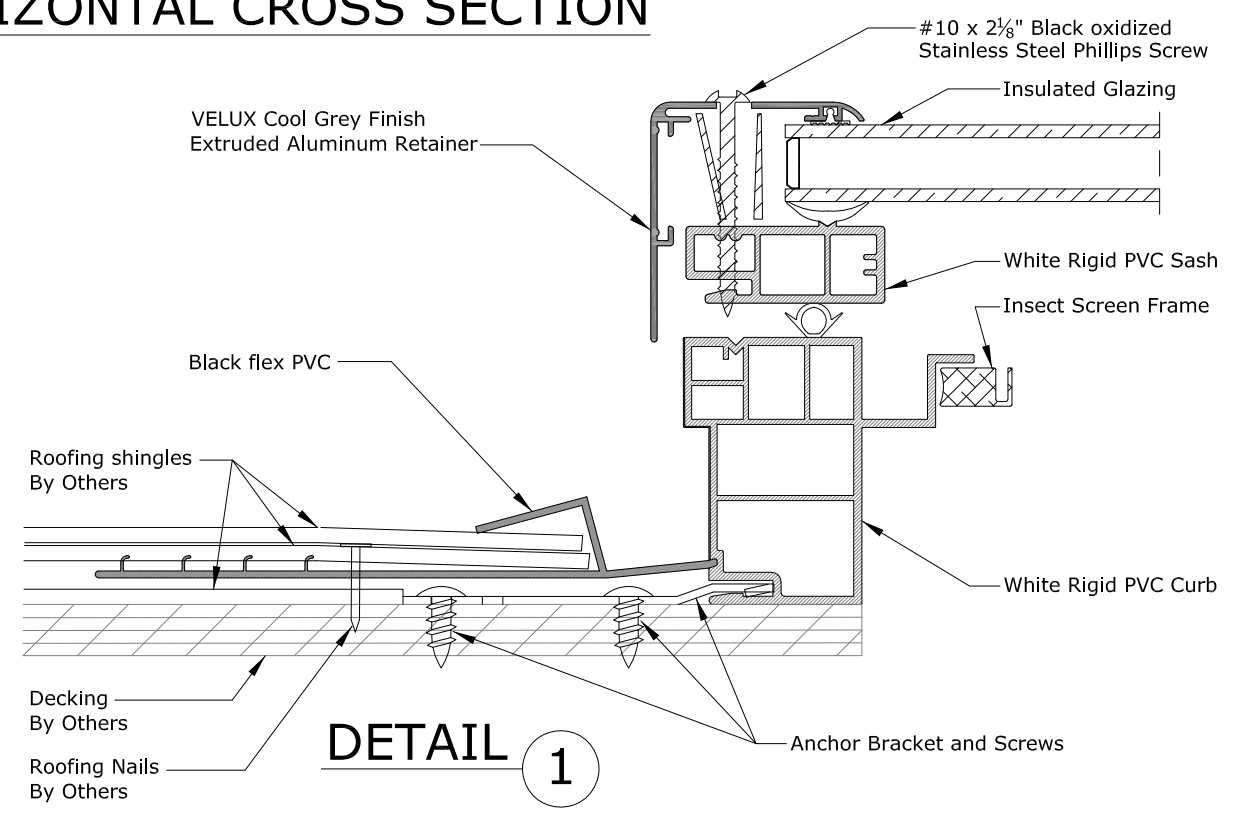 IZONTAL CROSS SECTION
#10 x 2⅛" Black oxidized
Stainless Steel Phillips Screw
Insulated Glazing
VELUX Cool Grey Finish
Extruded Aluminum Retainer
White Rigid PVC Sash
Insect Screen Frame
Black flex PVC
Roofing shingles
By Others
White Rigid PVC Curb
Decking
By Others
Anchor Bracket and Screws
Roofing Nails
By Others
DETAIL 1